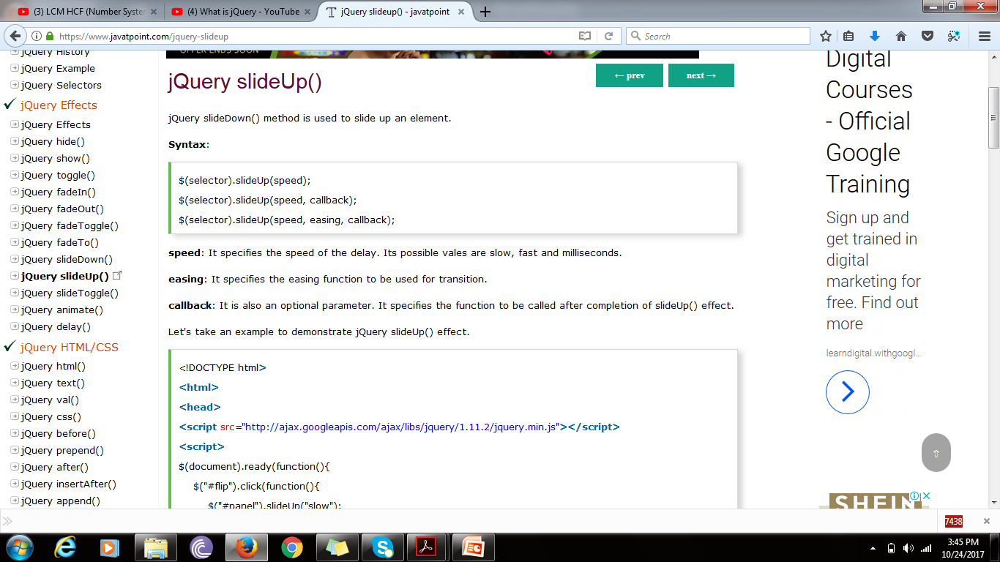 (3) LCM HCF (Number System
(4) What is jQuery - YouTube
jQuery slideup() - javatpoint
https://www.javatpoint.com/jquery-slideup
Search
jQuery History
jQuery Example
jQuery Selectors
jQuery Effects
jQuery Effects
jQuery hide()
jQuery show()
jQuery toggle()
jQuery fadeIn()
jQuery fadeOut()
jQuery fadeToggle()
jQuery fadeTo()
jQuery slideDown()
jQuery slideUp()
jQuery slideToggle()
jQuery animate()
jQuery delay()
jQuery HTML/CSS
jQuery html()
jQuery text()
jQuery val()
jQuery css()
jQuery before()
jQuery prepend()
jQuery after()
jQuery insertAfter()
jQuery append()
OFFER ENDS SOON
← prev
next →
jQuery slideUp()
jQuery slideDown() method is used to slide up an element.
Syntax:
$(selector).slideUp(speed);
$(selector).slideUp(speed, callback);
$(selector).slideUp(speed, easing, callback);
speed: It specifies the speed of the delay. Its possible vales are slow, fast and milliseconds.
easing: It specifies the easing function to be used for transition.
callback: It is also an optional parameter. It specifies the function to be called after completion of slideUp() effect.
Let's take an example to demonstrate jQuery slideUp() effect.
<!DOCTYPE html>
<html>
<head>
<script src="http://ajax.googleapis.com/ajax/libs/jquery/1.11.2/jquery.min.js"></script>
<script>
$(document).ready(function(){
$("#flip").click(function(){
$("#panel").slideUp("slow");
Digital
Courses
- Official
Google
Training
Sign up and
get trained in
digital
marketing for
free. Find out
more
learndigital.withgoogl...
SHEIN
7438
3:45 PM
10/24/2017